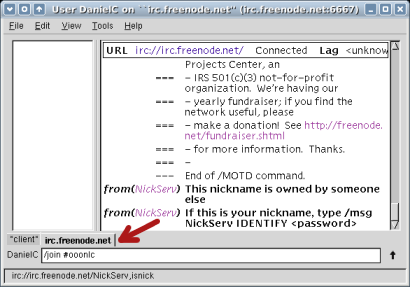 User DanielC on ``irc.freenode.net'' (irc.freenode.net:6667)
File Edit View Tools Help
URL irc://irc.freenode.net/ Connected Lag <unknow
Projects Center, an
=== – IRS 501(c)(3) not–for–profit
organization. We're having our
=== – yearly fundraiser; if you find the
network useful, please
=== – make a donation! See http://freenode.
net/fundraiser.shtml
=== – for more information. Thanks.
=== –
=== End of /MOTD command.
from(NickServ) This nickname is owned by someone
else
from(NickServ) If this is your nickname, type /msg
NickServ IDENTIFY <password>
*client* irc.freenode.net
DanielC /join #ooonlc
irc://irc.freenode.net/NickServ,isnick